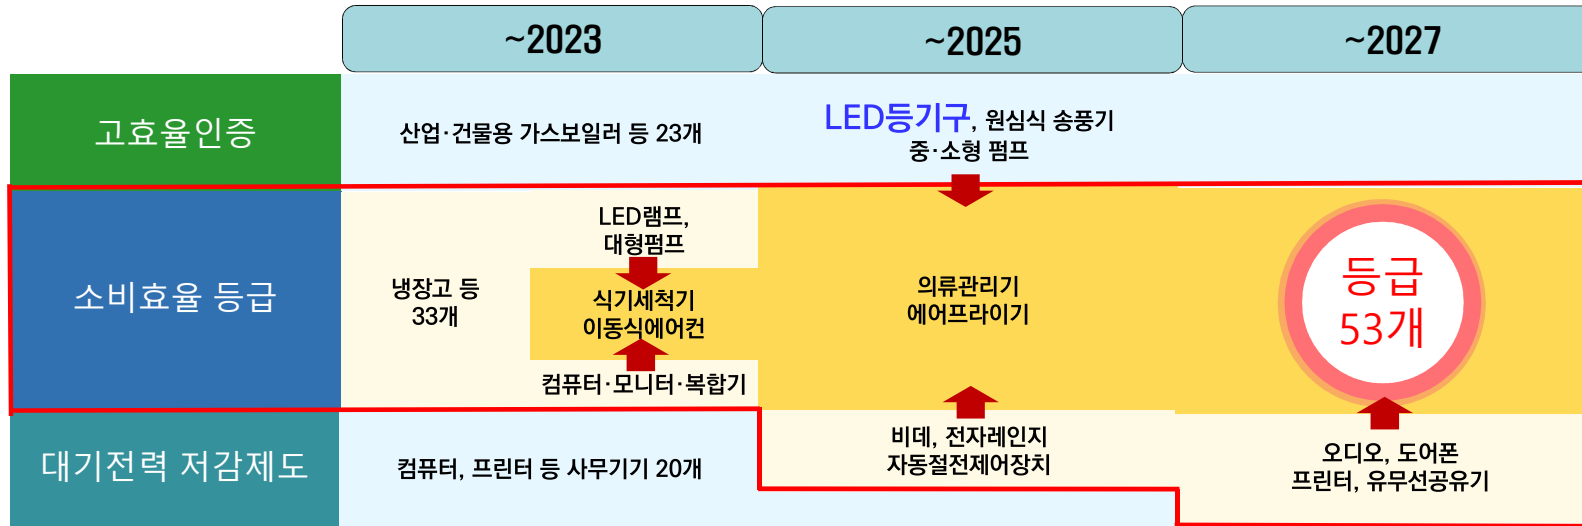 ~2023
~2025
~2027
고효율인증
산업·건물용 가스보일러 등 23개
LED등기구, 원심식 송풍기
중·소형 펌프
소비효율 등급
냉장고 등
33개
LED램프,
대형펌프
식기세척기
이동식에어컨
컴퓨터·모니터·복합기
의류관리기
에어프라이기
등급
53개
대기전력 저감제도
컴퓨터, 프린터 등 사무기기 20개
비데, 전자레인지
자동절전제어장치
오디오, 도어폰
프린터, 유무선공유기